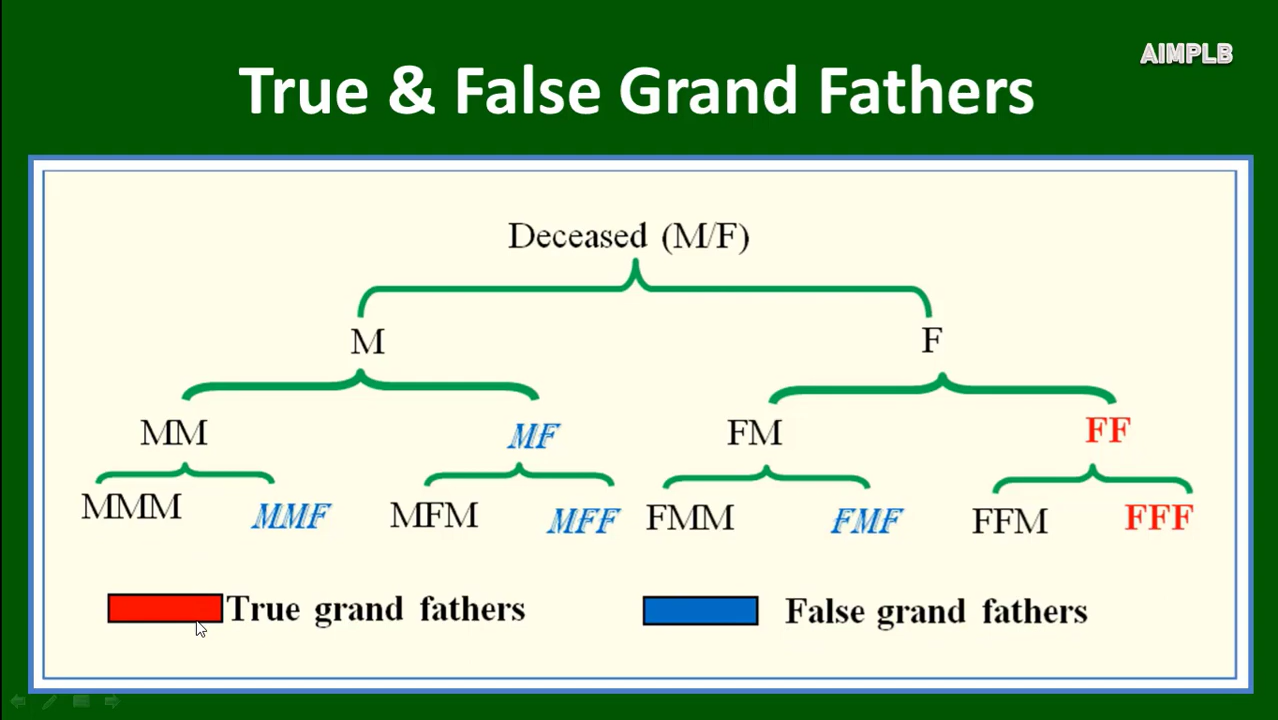 AIMPLB
True & False Grand Fathers
Deceased (M/F)
M F
MM MF FM FF
MMM MMF MFM MFF FMM FMF FFM FFF
True grand fathers False grand fathers